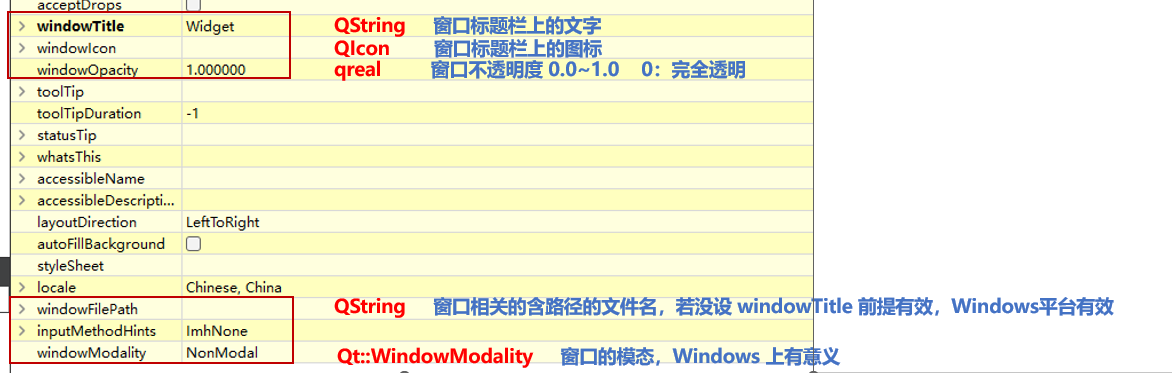 acceptDrops
windowTitle Widget QString 窗口标题栏上的文字
windowIcon QIcon 窗口标题栏上的图标
windowOpacity 1.000000 qreal 窗口不透明度 0.0~1.0 0：完全透明
toolTip
toolTipDuration -1
statusTip
whatsThis
accessibleName
accessibleDescripti...
layoutDirection LeftToRight
autoFillBackground
styleSheet
locale Chinese, China
windowFilePath QString 窗口相关的含路径的文件名，若没设 windowTitle 前提有效，Windows平台有效
inputMethodHints ImhNone
windowModality NonModal Qt::WindowModality 窗口的模态，Windows 上有意义